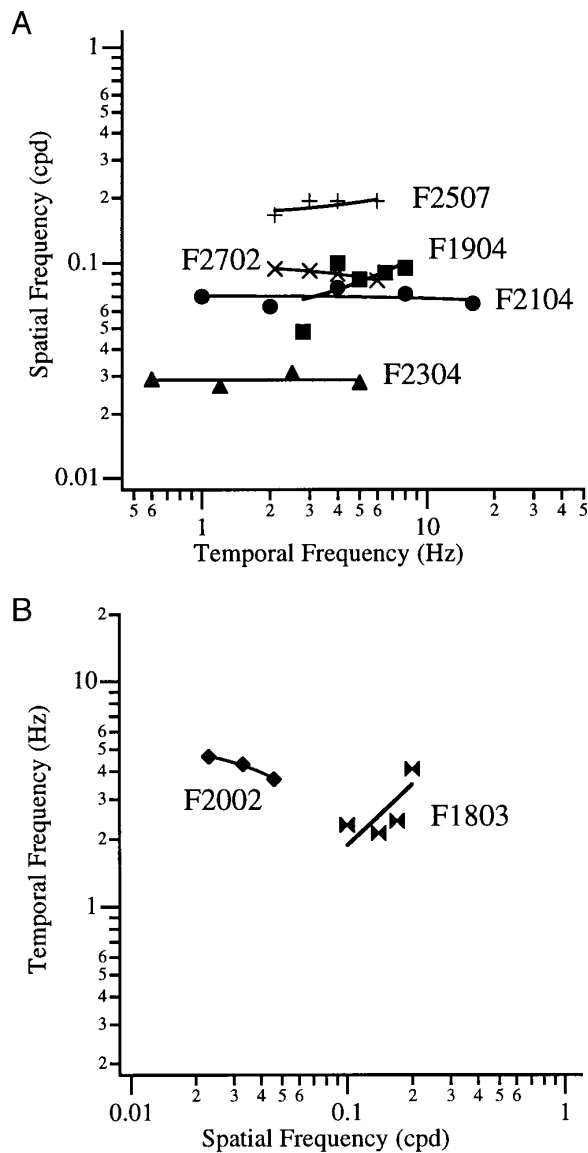 A
1
6
5
4
3
2
F2507
F1904
F2702
0.1
F2104
6
5
4
3
F2304
2
0.01
5 6 2 3 4 5 6 2 3 4 5
1 10
Temporal Frequency (Hz)
Spatial Frequency (cpd)
B
2
10
6
5
4
F2002
F1803
3
2
1
6
5
4
3
2
2 3 4 5 6 2 3 4 5 6
0.01 0.1 1
Spatial Frequency (cpd)
Temporal Frequency (Hz)